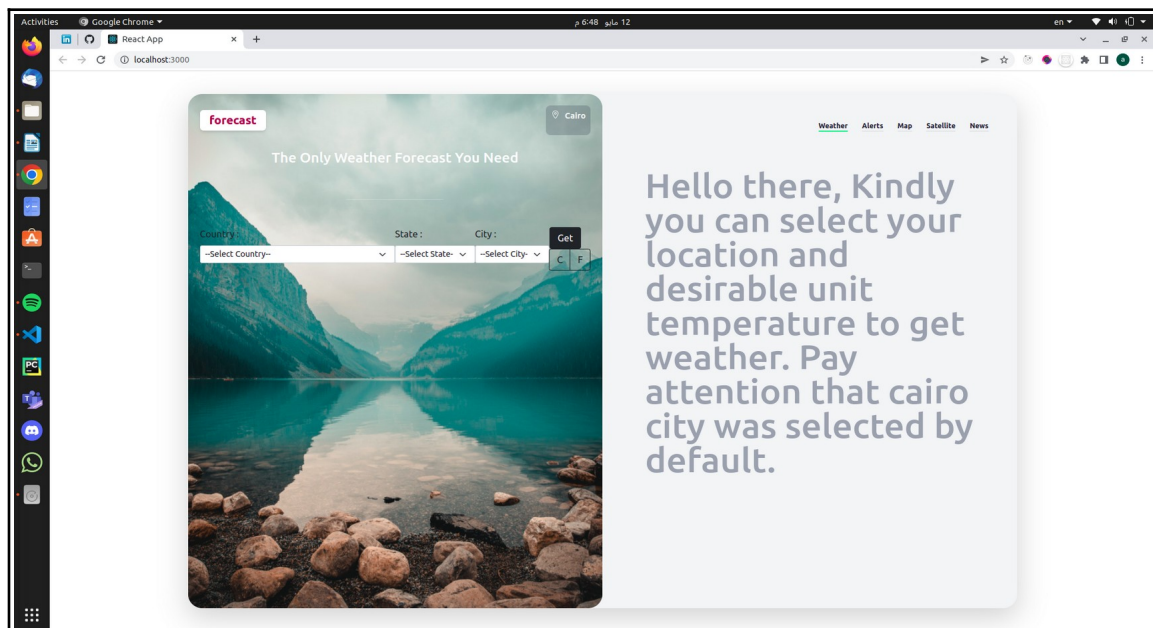 Activities Google Chrome 12 مايو 6:48 م en
React App
localhost:3000
forecast
Cairo
The Only Weather Forecast You Need
Country :
State :
City :
Get
--Select Country--
--Select State-
--Select City-
C F
Weather Alerts Map Satellite News
Hello there, Kindly
you can select your
location and
desirable unit
temperature to get
weather. Pay
attention that cairo
city was selected by
default.